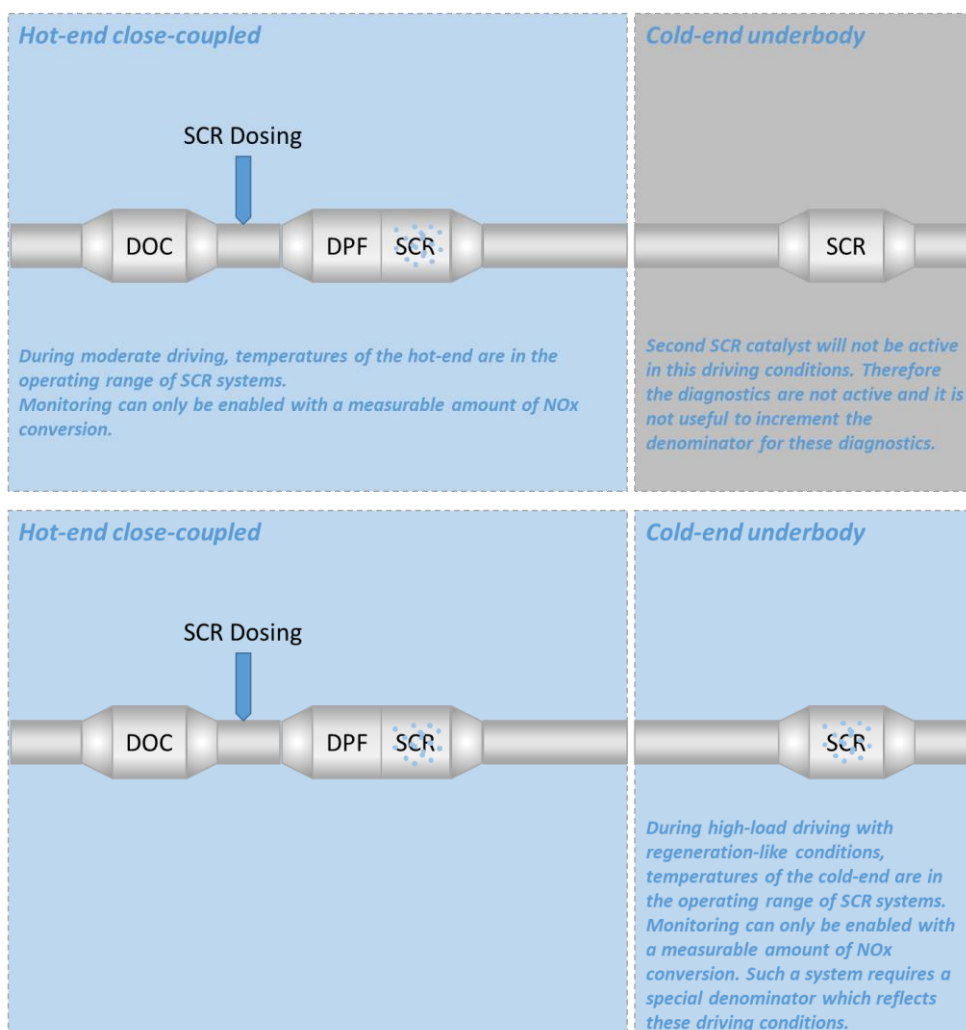 Hot-end close-coupled
Cold-end underbody
SCR Dosing
DOC
DPF
SCR
SCR
During moderate driving, temperatures of the hot-end are in the
operating range of SCR systems.
Monitoring can only be enabled with a measurable amount of NOx
conversion.
Second SCR catalyst will not be active
in this driving conditions. Therefore
the diagnostics are not active and it is
not useful to increment the
denominator for these diagnostics.
Hot-end close-coupled
Cold-end underbody
SCR Dosing
DOC
DPF
SCR
SCR
During high-load driving with
regeneration-like conditions,
temperatures of the cold-end are in
the operating range of SCR systems.
Monitoring can only be enabled with
a measurable amount of NOx
conversion. Such a system requires a
special denominator which reflects
these driving conditions.